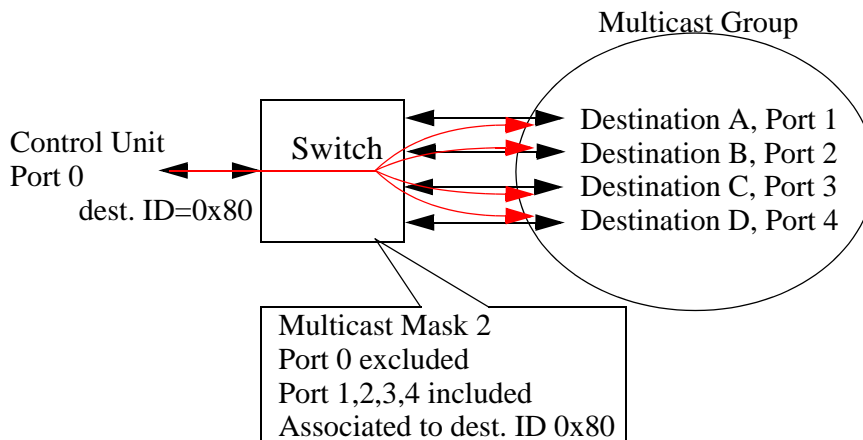 Multicast Group
Control Unit
Port 0
dest. ID=0x80
Switch
Destination A, Port 1
Destination B, Port 2
Destination C, Port 3
Destination D, Port 4
Multicast Mask 2
Port 0 excluded
Port 1,2,3,4 included
Associated to dest. ID 0x80